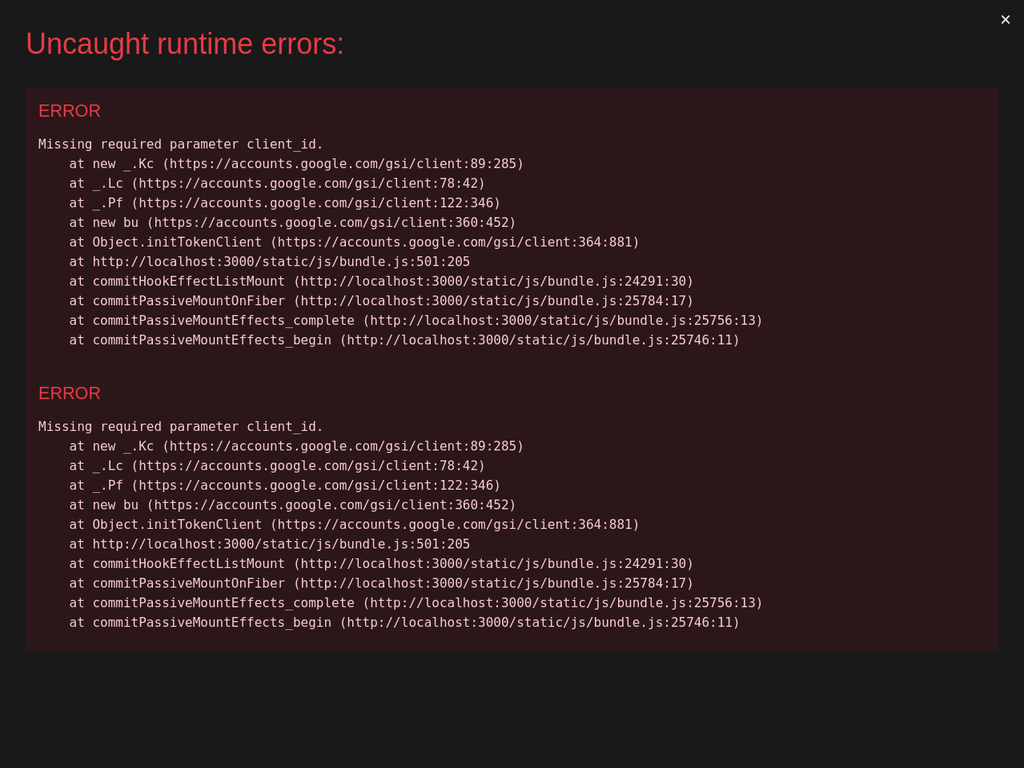 ×
Uncaught runtime errors:
ERROR
Missing required parameter client_id.
    at new _.Kc (https://accounts.google.com/gsi/client:89:285)
    at _.Lc (https://accounts.google.com/gsi/client:78:42)
    at _.Pf (https://accounts.google.com/gsi/client:122:346)
    at new bu (https://accounts.google.com/gsi/client:360:452)
    at Object.initTokenClient (https://accounts.google.com/gsi/client:364:881)
    at http://localhost:3000/static/js/bundle.js:501:205
    at commitHookEffectListMount (http://localhost:3000/static/js/bundle.js:24291:30)
    at commitPassiveMountOnFiber (http://localhost:3000/static/js/bundle.js:25784:17)
    at commitPassiveMountEffects_complete (http://localhost:3000/static/js/bundle.js:25756:13)
    at commitPassiveMountEffects_begin (http://localhost:3000/static/js/bundle.js:25746:11)
ERROR
Missing required parameter client_id.
    at new _.Kc (https://accounts.google.com/gsi/client:89:285)
    at _.Lc (https://accounts.google.com/gsi/client:78:42)
    at _.Pf (https://accounts.google.com/gsi/client:122:346)
    at new bu (https://accounts.google.com/gsi/client:360:452)
    at Object.initTokenClient (https://accounts.google.com/gsi/client:364:881)
    at http://localhost:3000/static/js/bundle.js:501:205
    at commitHookEffectListMount (http://localhost:3000/static/js/bundle.js:24291:30)
    at commitPassiveMountOnFiber (http://localhost:3000/static/js/bundle.js:25784:17)
    at commitPassiveMountEffects_complete (http://localhost:3000/static/js/bundle.js:25756:13)
    at commitPassiveMountEffects_begin (http://localhost:3000/static/js/bundle.js:25746:11)